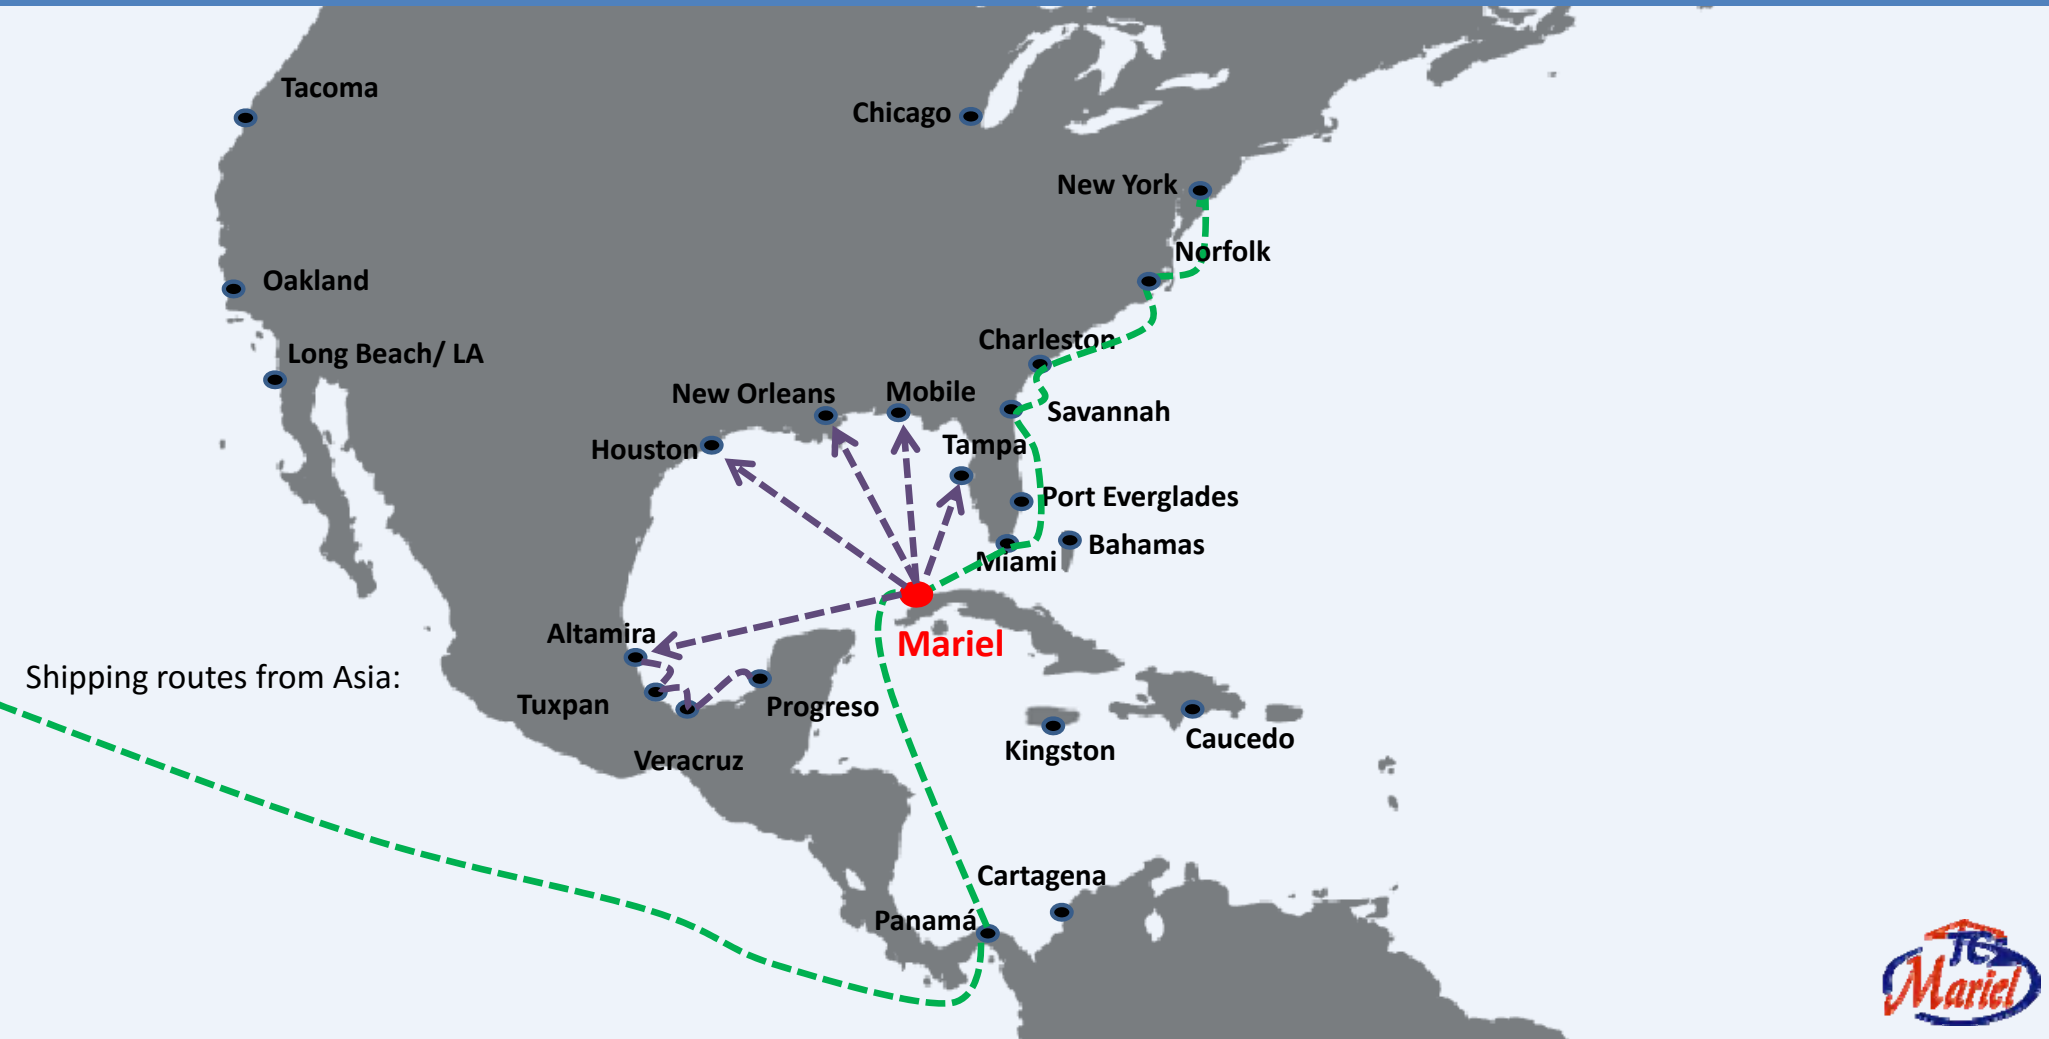 Tacoma
Chicago
New York
Norfolk
Oakland
Charleston
Long Beach/ LA
New Orleans
Mobile
Savannah
Houston
Tampa
Port Everglades
Bahamas
Miami
Altamira
Mariel
Shipping routes from Asia:
Tuxpan
Progreso
Kingston
Caucedo
Veracruz
Cartagena
Panamá
TC
Mariel